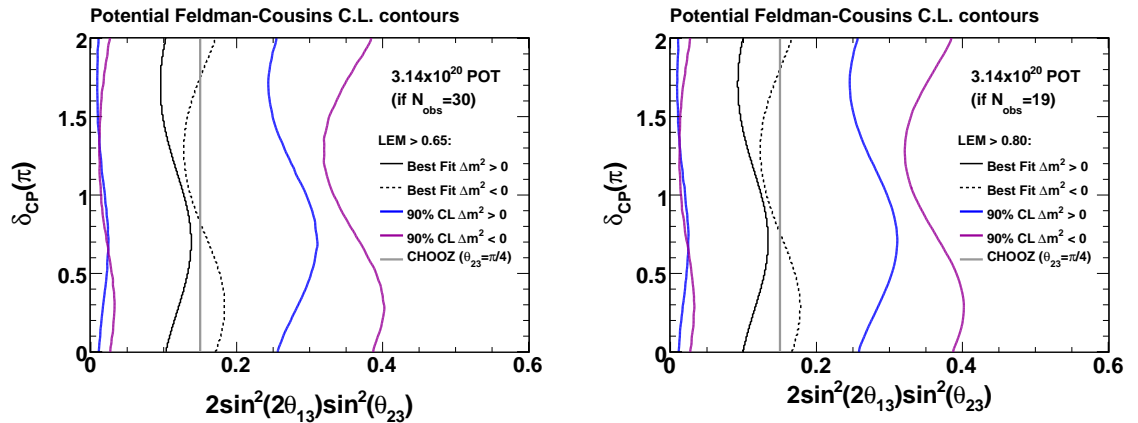 Potential Feldman-Cousins C.L. contours
2
1.5
1
0.5
0
δCP(π)
3.14x10²⁰ POT
(if Nobs=30)
LEM > 0.65:
Best Fit Δm² > 0
Best Fit Δm² < 0
90% CL Δm² > 0
90% CL Δm² < 0
CHOOZ (θ23=π/4)
0 0.2 0.4 0.6
2sin²(2θ13)sin²(θ23)
Potential Feldman-Cousins C.L. contours
2
1.5
1
0.5
0
δCP(π)
3.14x10²⁰ POT
(if Nobs=19)
LEM > 0.80:
Best Fit Δm² > 0
Best Fit Δm² < 0
90% CL Δm² > 0
90% CL Δm² < 0
CHOOZ (θ23=π/4)
0 0.2 0.4 0.6
2sin²(2θ13)sin²(θ23)